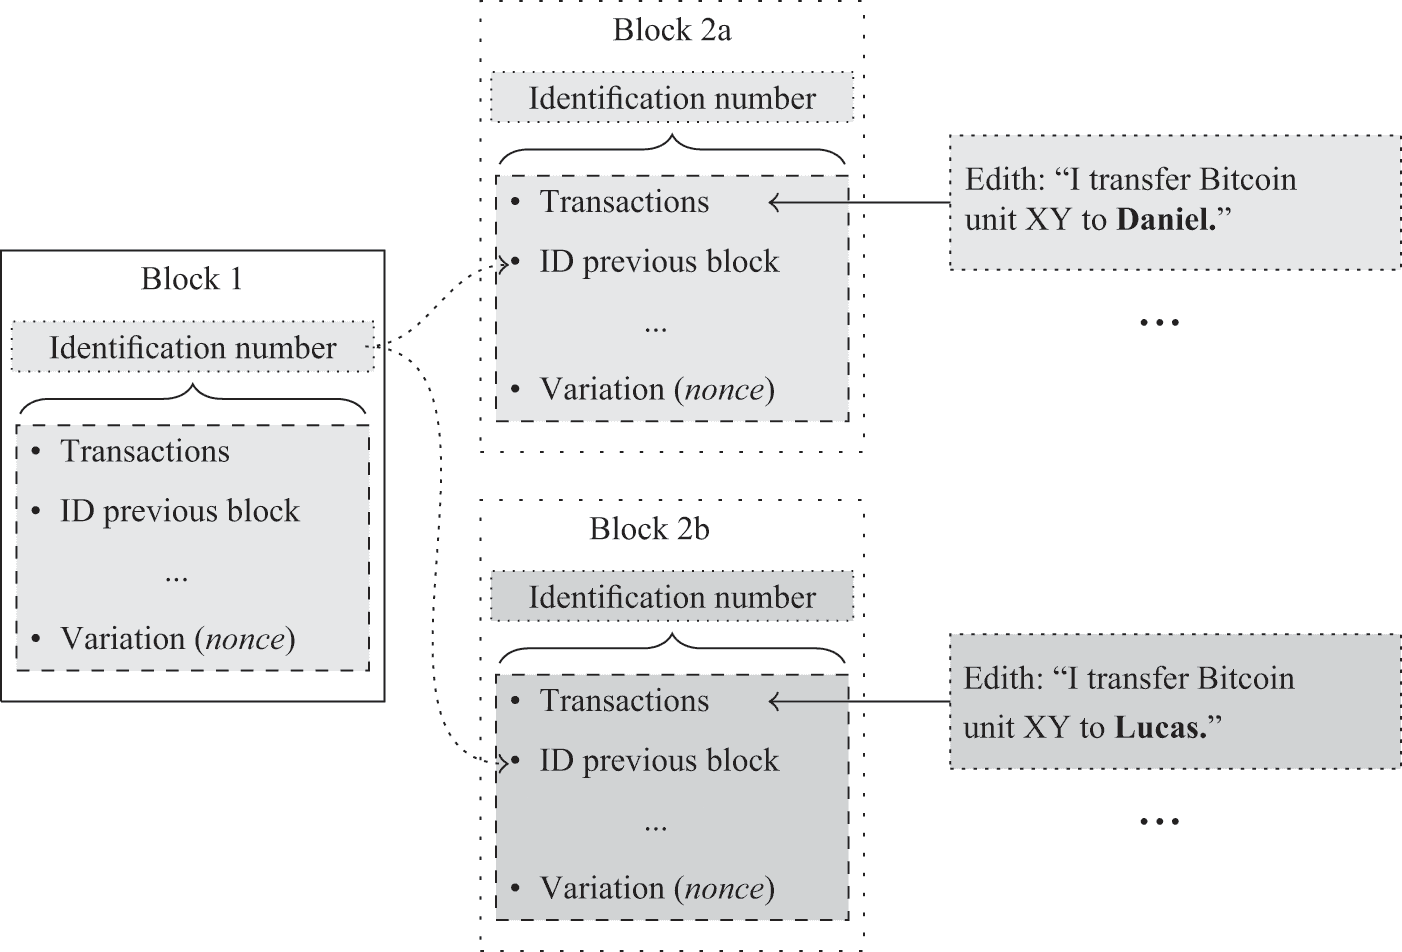 Block 1
Identification number
• Transactions
• ID previous block
...
• Variation (nonce)
Block 2a
Identification number
• Transactions
• ID previous block
...
• Variation (nonce)
Edith: “I transfer Bitcoin
unit XY to Daniel.”
...
Block 2b
Identification number
• Transactions
• ID previous block
...
• Variation (nonce)
Edith: “I transfer Bitcoin
unit XY to Lucas.”
...